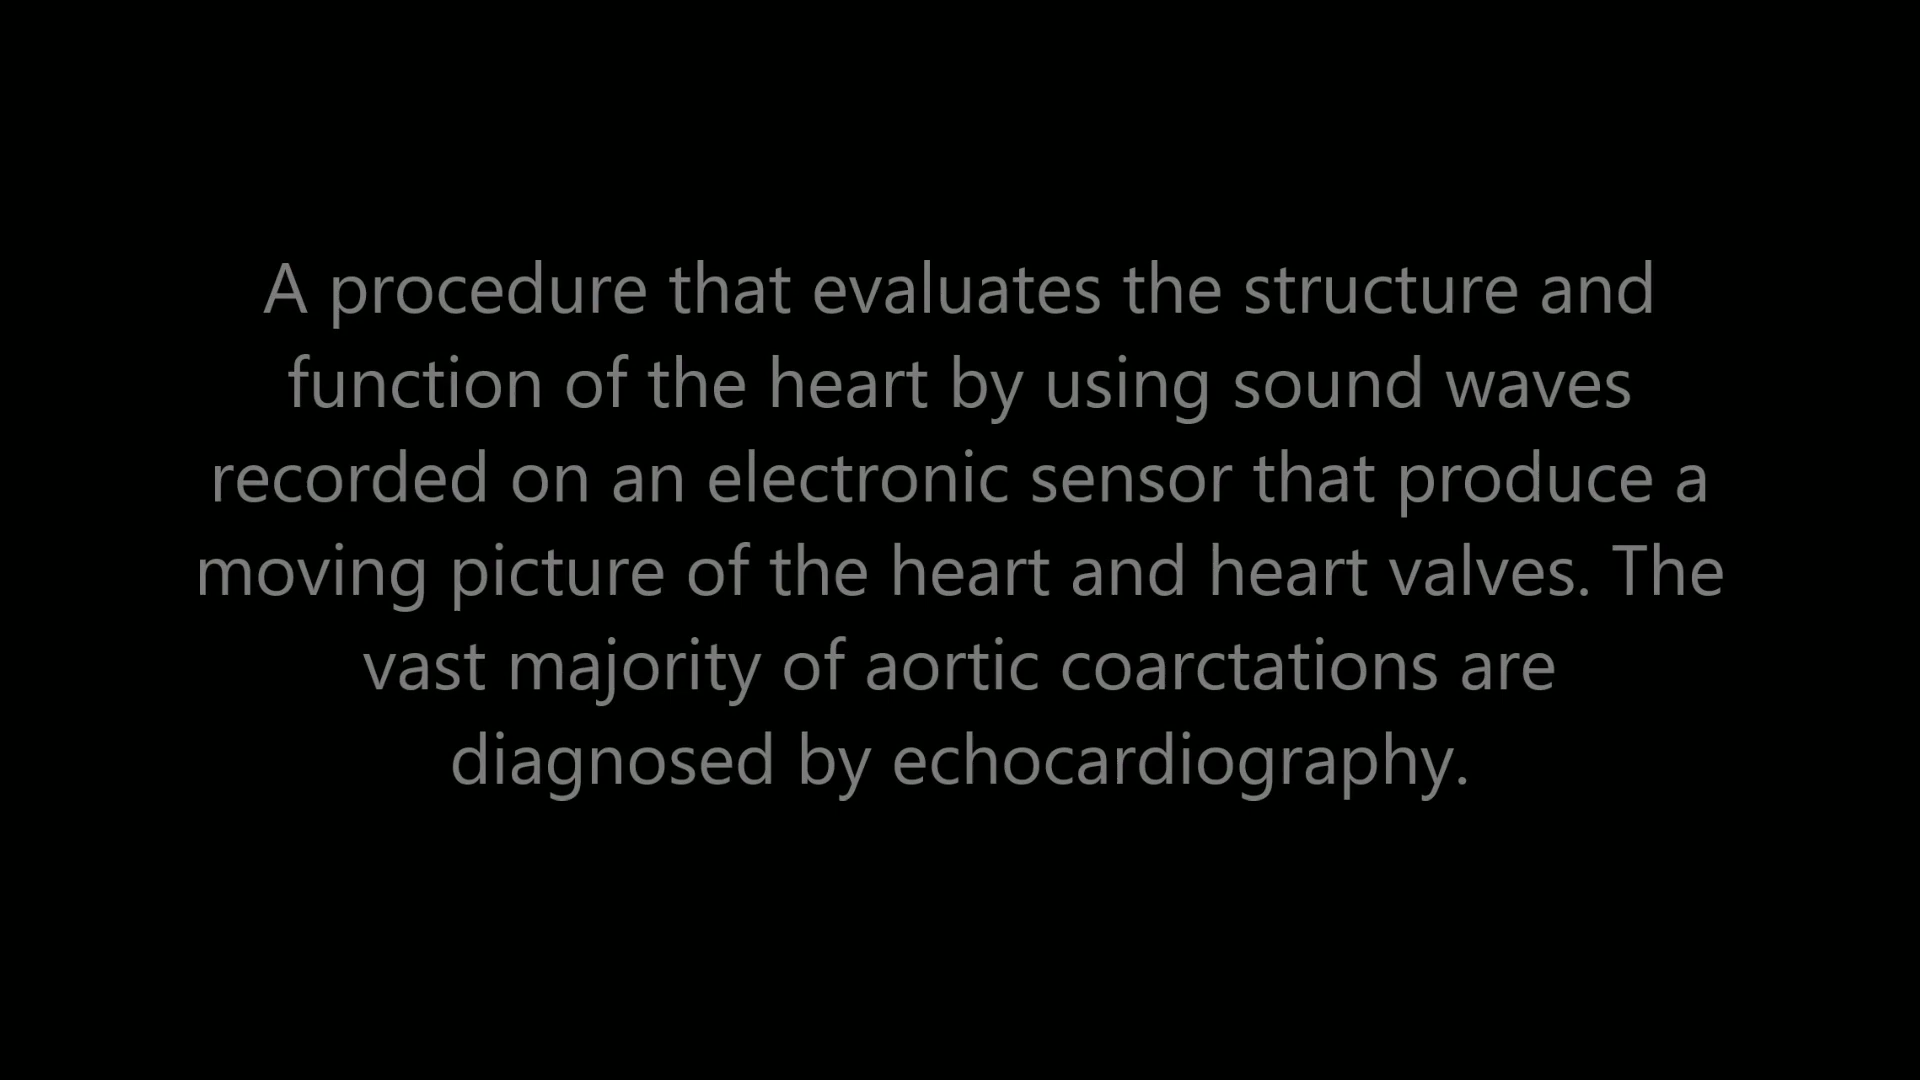 A procedure that evaluates the structure and
function of the heart by using sound waves
recorded on an electronic sensor that produce a
moving picture of the heart and heart valves. The
vast majority of aortic coarctations are
diagnosed by echocardiography.